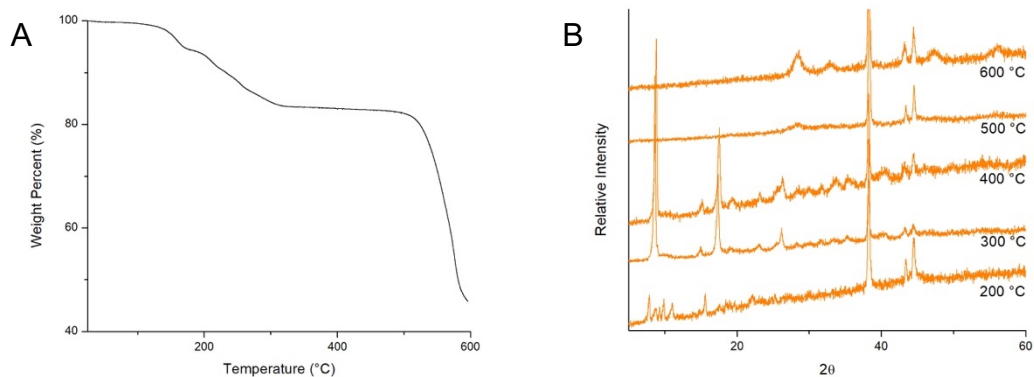 A
Weight Percent (%)
100
80
60
40
200
400
600
Temperature (°C)
B
Relative Intensity
600 °C
500 °C
400 °C
300 °C
200 °C
20
40
60
2θ